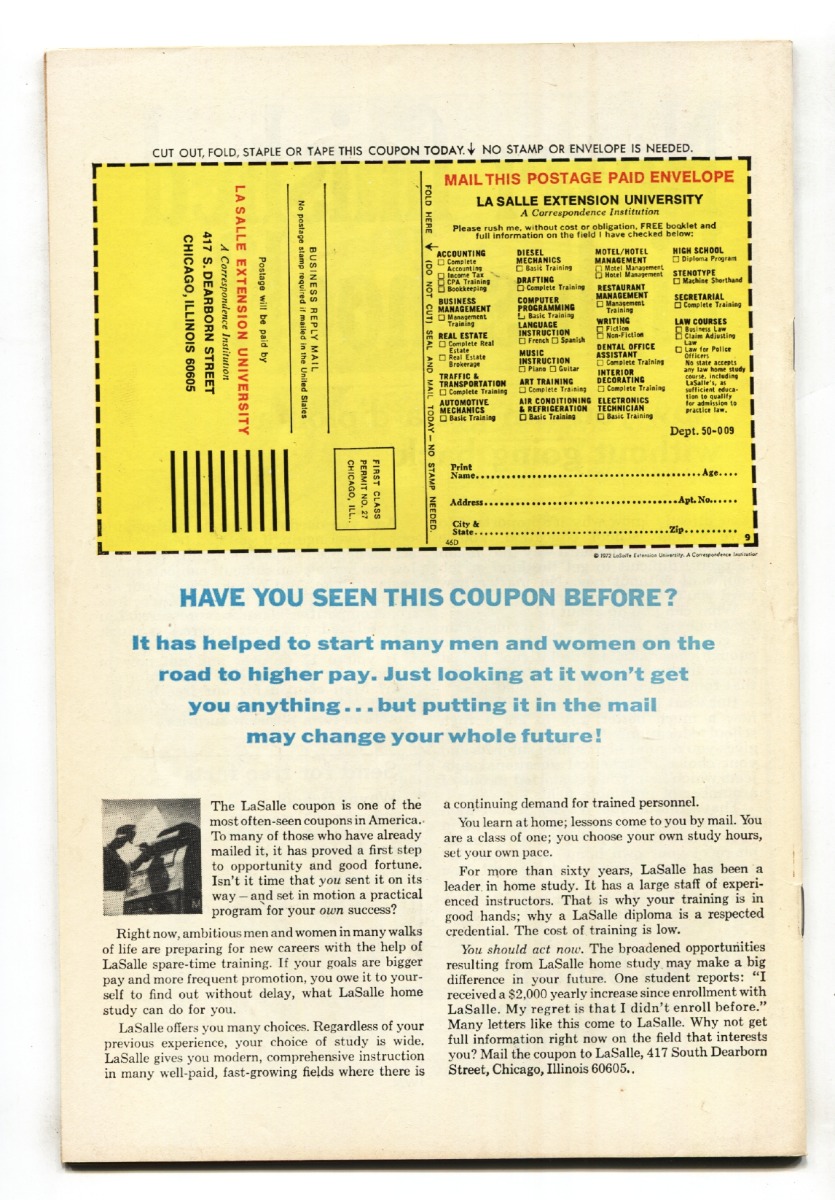 CUT OUT, FOLD, STAPLE OR TAPE THIS COUPON TODAY.↓ NO STAMP OR ENVELOPE IS NEEDED.
LA SALLE EXTENSION UNIVERSITY
A Correspondence Institution
417 S. DEARBORN STREET
CHICAGO, ILLINOIS 60605
Postage will be paid by
BUSINESS REPLY MAIL
No postage stamp required if mailed in the United States
FIRST CLASS
PERMIT NO. 27
CHICAGO, ILL.
FOLD HERE ↓ (DO NOT CUT) SEAL AND MAIL TODAY—NO STAMP NEEDED.
MAIL THIS POSTAGE PAID ENVELOPE
LA SALLE EXTENSION UNIVERSITY
A Correspondence Institution
Please rush me, without cost or obligation, FREE booklet and
full information on the field I have checked below:
ACCOUNTING
☐ Complete
Accounting
☐ Income Tax
☐ CPA Training
☐ Bookkeeping
BUSINESS
MANAGEMENT
☐ Management
Training
REAL ESTATE
☐ Complete Real
Estate
☐ Real Estate
Brokerage
TRAFFIC &
TRANSPORTATION
☐ Complete Training
AUTOMOTIVE
MECHANICS
☐ Basic Training
DIESEL
MECHANICS
☐ Basic Training
DRAFTING
☐ Complete Training
COMPUTER
PROGRAMMING
☐ Basic Training
LANGUAGE
INSTRUCTION
☐ French ☐ Spanish
MUSIC
INSTRUCTION
☐ Piano ☐ Guitar
ART TRAINING
☐ Complete Training
AIR CONDITIONING
& REFRIGERATION
☐ Basic Training
MOTEL/HOTEL
MANAGEMENT
☐ Motel Management
☐ Hotel Management
RESTAURANT
MANAGEMENT
☐ Management
Training
WRITING
☐ Fiction
☐ Non-Fiction
DENTAL OFFICE
ASSISTANT
☐ Complete Training
INTERIOR
DECORATING
☐ Complete Training
ELECTRONICS
TECHNICIAN
☐ Basic Training
HIGH SCHOOL
☐ Diploma Program
STENOTYPE
☐ Machine Shorthand
SECRETARIAL
☐ Complete Training
LAW COURSES
☐ Business Law
☐ Claim Adjusting
Law
☐ Law for Police
Officers
No state accepts
any law home study
course, including
LaSalle's, as
sufficient educa-
tion to qualify
for admission to
practice law.
Dept. 50-009
Print
Name.......... Age....
Address.......... Apt. No.....
City &
State.......... Zip..........
46D
9
© 1972 LaSalle Extension University, A Correspondence Institution
HAVE YOU SEEN THIS COUPON BEFORE?
It has helped to start many men and women on the
road to higher pay. Just looking at it won't get
you anything...but putting it in the mail
may change your whole future!
The LaSalle coupon is one of the
most often-seen coupons in America.
To many of those who have already
mailed it, it has proved a first step
to opportunity and good fortune.
Isn't it time that you sent it on its
way—and set in motion a practical
program for your own success?
Right now, ambitious men and women in many walks
of life are preparing for new careers with the help of
LaSalle spare-time training. If your goals are bigger
pay and more frequent promotion, you owe it to your-
self to find out without delay, what LaSalle home
study can do for you.
LaSalle offers you many choices. Regardless of your
previous experience, your choice of study is wide.
LaSalle gives you modern, comprehensive instruction
in many well-paid, fast-growing fields where there is
a continuing demand for trained personnel.
You learn at home; lessons come to you by mail. You
are a class of one; you choose your own study hours,
set your own pace.
For more than sixty years, LaSalle has been a
leader in home study. It has a large staff of experi-
enced instructors. That is why your training is in
good hands; why a LaSalle diploma is a respected
credential. The cost of training is low.
You should act now. The broadened opportunities
resulting from LaSalle home study may make a big
difference in your future. One student reports: “I
received a $2,000 yearly increase since enrollment with
LaSalle. My regret is that I didn't enroll before.”
Many letters like this come to LaSalle. Why not get
full information right now on the field that interests
you? Mail the coupon to LaSalle, 417 South Dearborn
Street, Chicago, Illinois 60605..